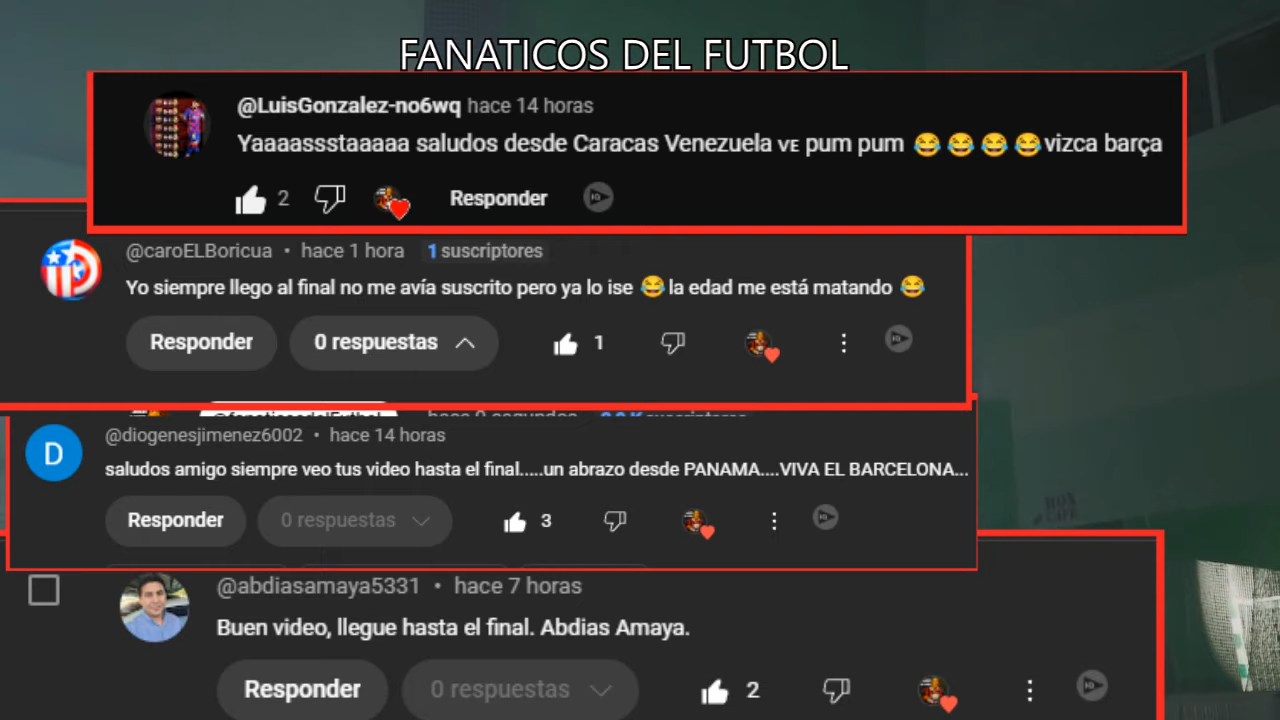 FANATICOS DEL FUTBOL
@LuisGonzalez-no6wq hace 14 horas
Yaaaassstaaaaa saludos desde Caracas Venezuela VE pum pum 😂😂😂😂vizca barça
2 Responder
@caroELBoricua • hace 1 hora 1 suscriptores
Yo siempre llego al final no me avía suscrito pero ya lo ise 😂la edad me está matando 😂
Responder 0 respuestas 1
@fanaticosdelFutbol hace 0 segundos
@diogenesjimenez6002 • hace 14 horas
D
saludos amigo siempre veo tus video hasta el final.....un abrazo desde PANAMA....VIVA EL BARCELONA...
Responder 0 respuestas 3
@abdiasamaya5331 • hace 7 horas
Buen video, llegue hasta el final. Abdias Amaya.
Responder 0 respuestas 2